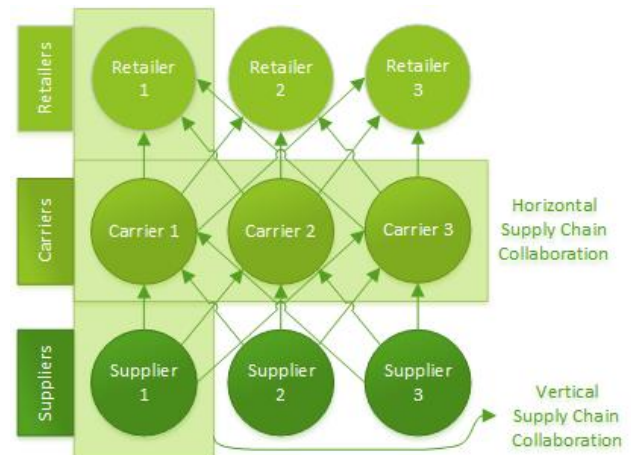 Retailers
Retailer
1
Retailer
2
Retailer
3
Carriers
Carrier 1
Carrier 2
Carrier 3
Horizontal
Supply Chain
Collaboration
Suppliers
Supplier
1
Supplier
2
Supplier
3
Vertical
Supply Chain
Collaboration